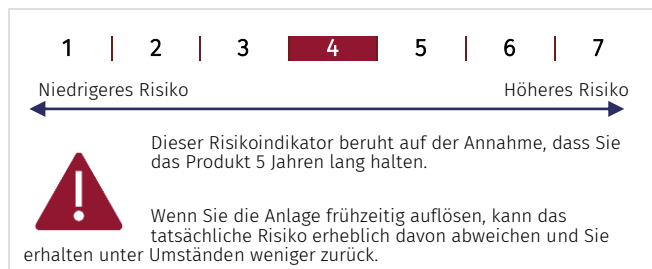 1 | 2 | 3 4 5 | 6 | 7
Niedrigeres Risiko Höheres Risiko
Dieser Risikoindikator beruht auf der Annahme, dass Sie
das Produkt 5 Jahren lang halten.
Wenn Sie die Anlage frühzeitig auflösen, kann das
tatsächliche Risiko erheblich davon abweichen und Sie
erhalten unter Umständen weniger zurück.